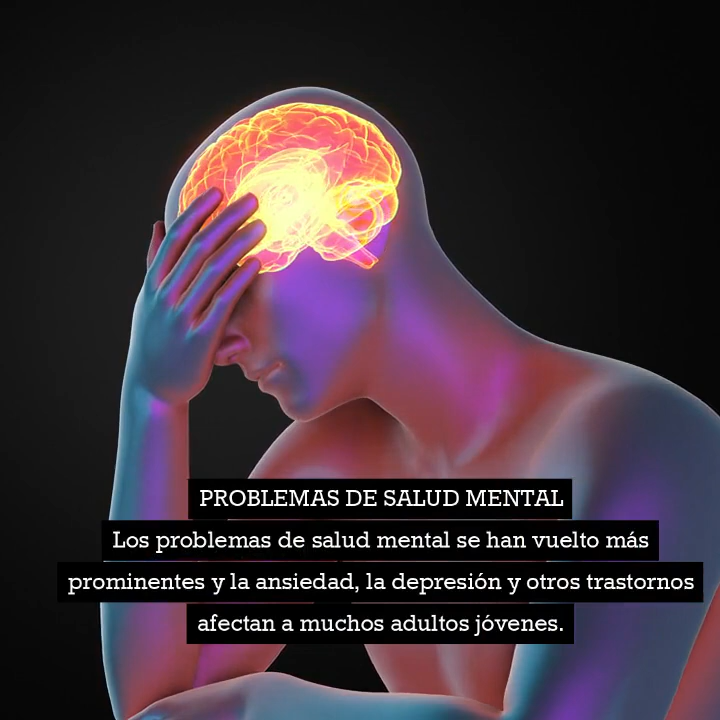 PROBLEMAS DE SALUD MENTAL
Los problemas de salud mental se han vuelto más
prominentes y la ansiedad, la depresión y otros trastornos
afectan a muchos adultos jóvenes.